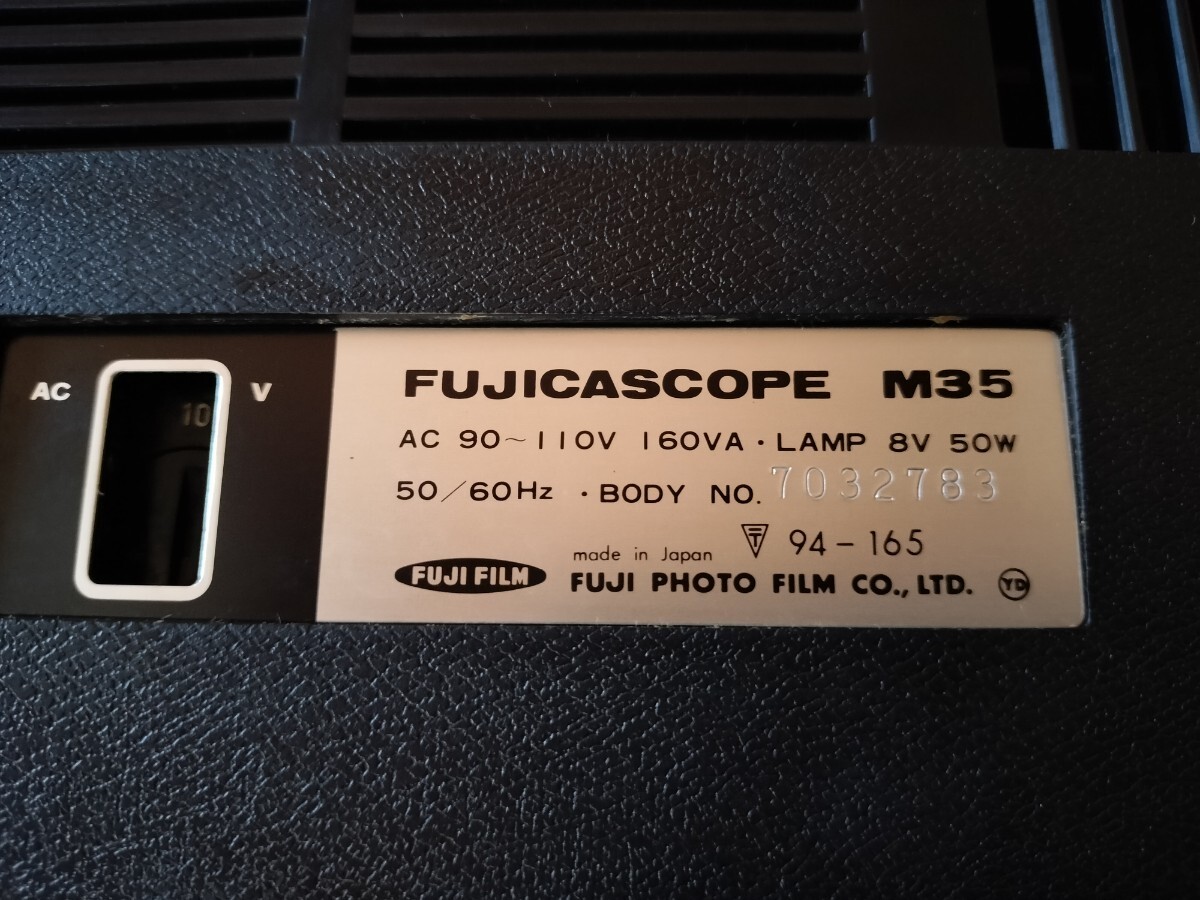 AC 10 V
FUJICASCOPE M35
AC 90~110V 160VA · LAMP 8V 50W
50/60Hz · BODY NO. 7032783
made in Japan 〒 94-165
FUJI FILM FUJI PHOTO FILM CO., LTD. YD